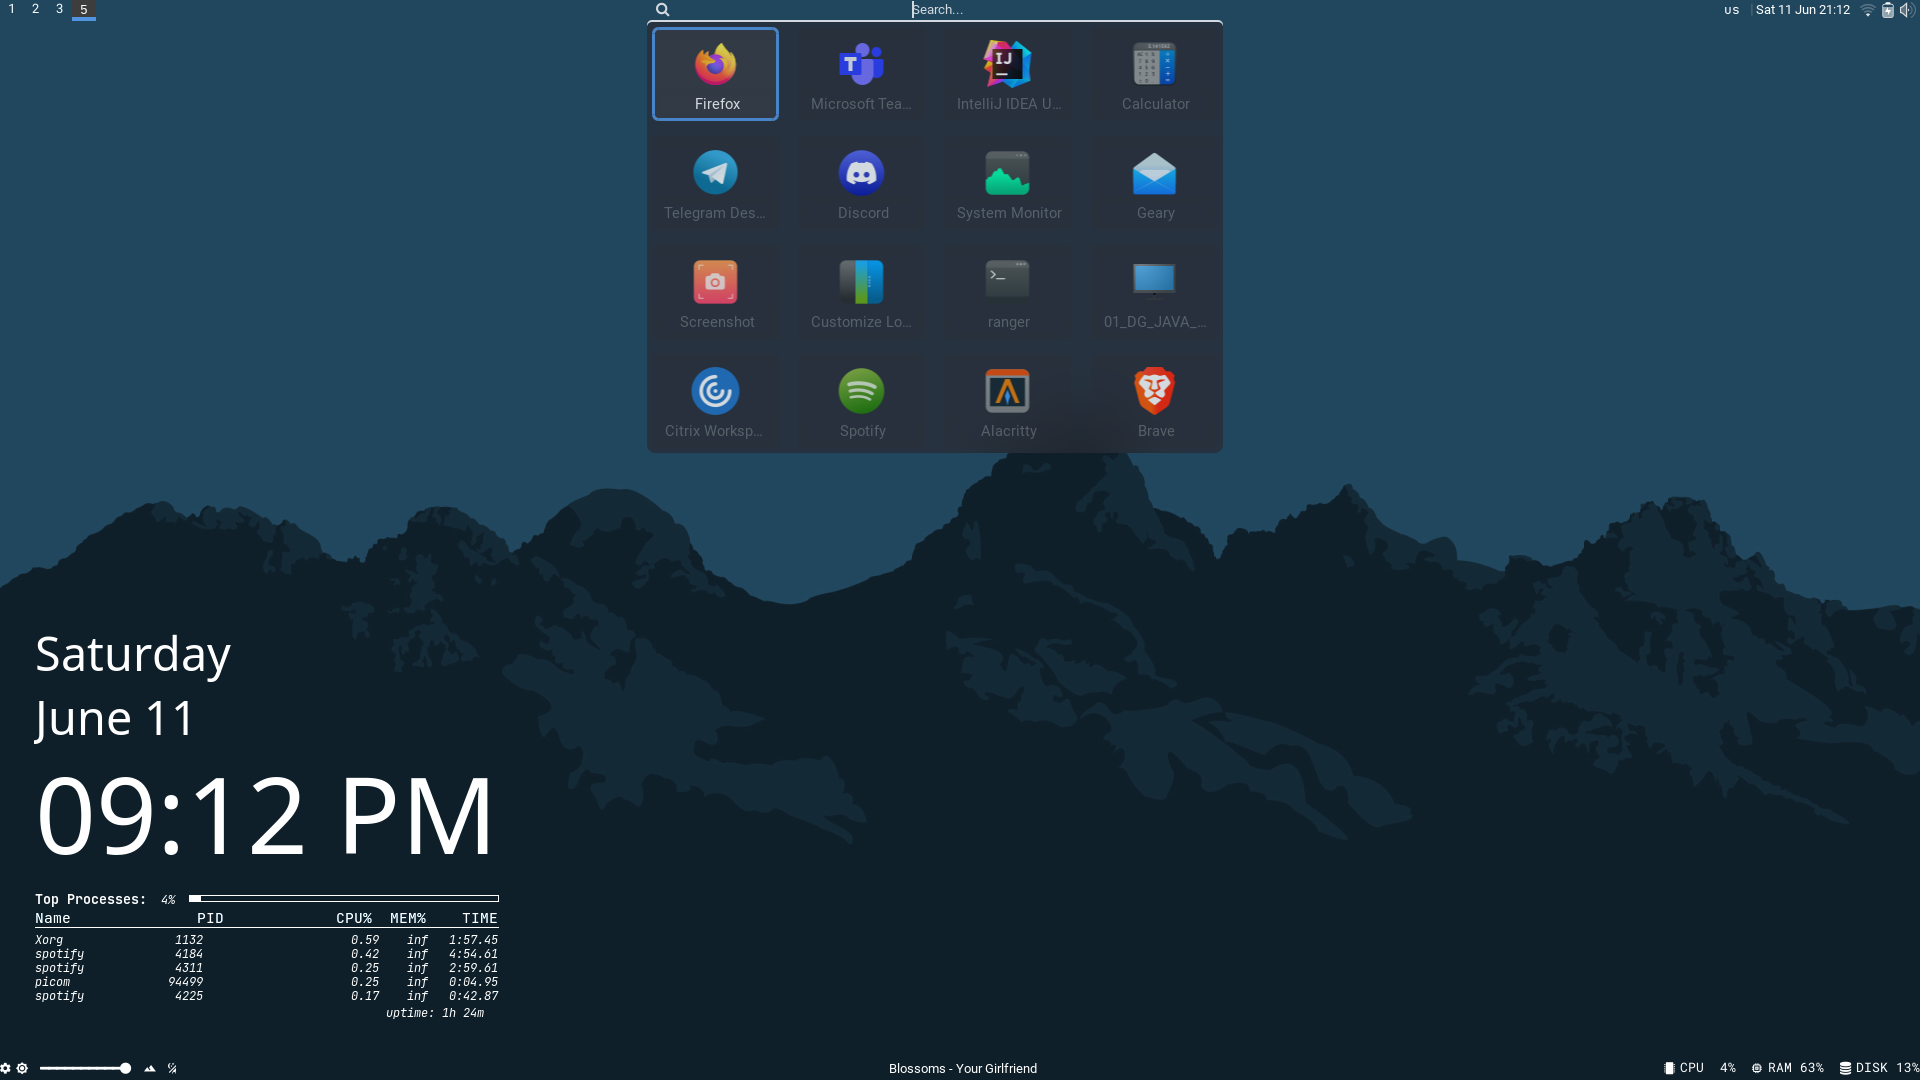 1 2 3 5
Search...
us Sat 11 Jun 21:12
Firefox Microsoft Tea... IntelliJ IDEA U... Calculator
Telegram Des... Discord System Monitor Geary
Screenshot Customize Lo... ranger 01_DG_JAVA_...
Citrix Worksp... Spotify Alacritty Brave
Saturday
June 11
09:12 PM
Top Processes: 4%
Name PID CPU% MEM% TIME
Xorg 1132 0.59 inf 1:57.45
spotify 4184 0.42 inf 4:54.61
spotify 4311 0.25 inf 2:59.61
picom 94499 0.25 inf 0:04.95
spotify 4225 0.17 inf 0:42.87
uptime: 1h 24m
Blossoms - Your Girlfriend
CPU 4% RAM 63% DISK 13%